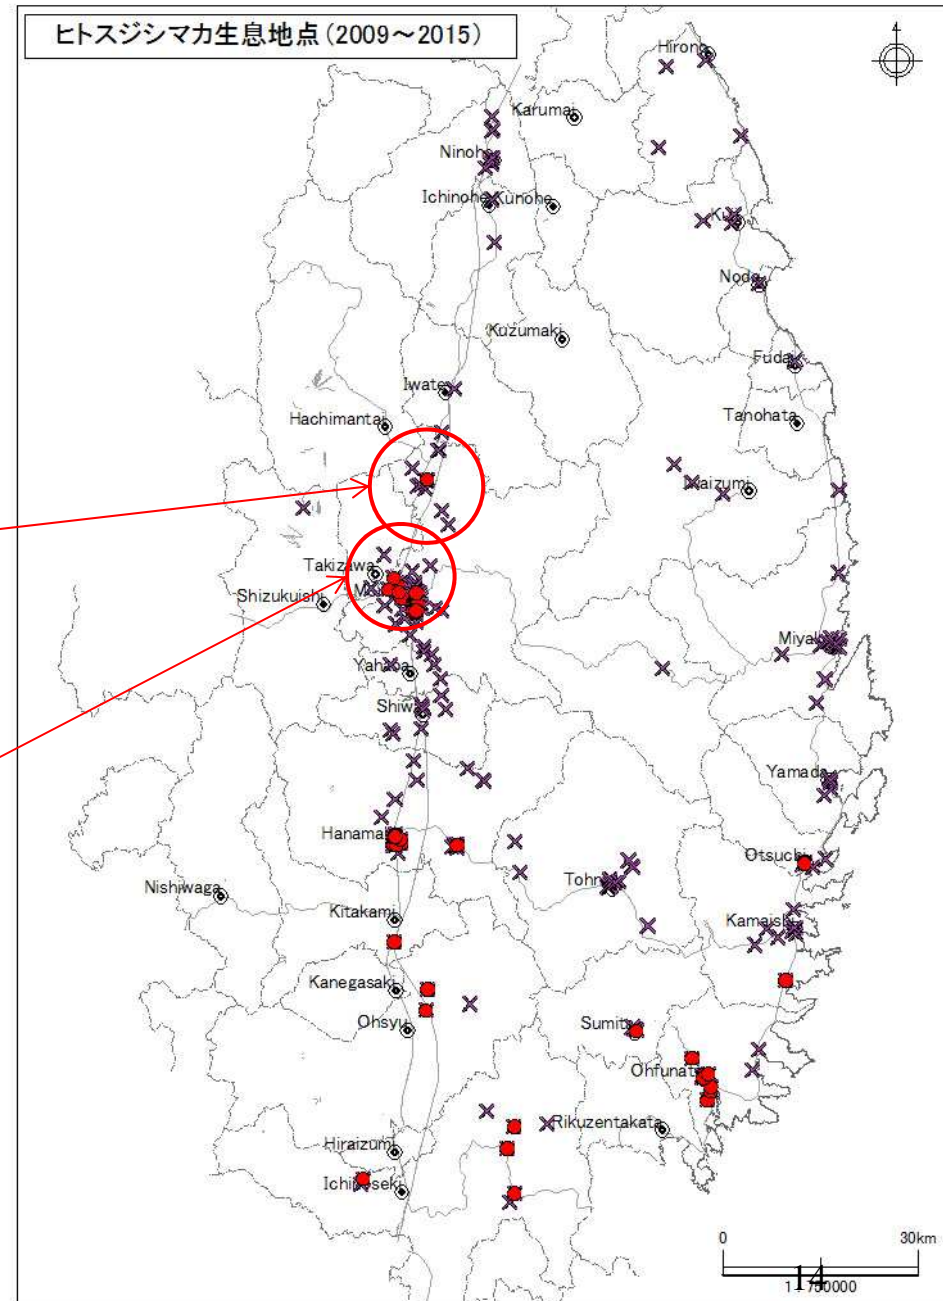 ヒトスジシマカ生息地点(2009～2015)
4
Hirono
Karumai
Ninohe
Ichinohe
Kunohe
Kuji
Noda
Kuzumaki
Fudai
Iwate
Tanohata
Hachimantai
Iwaizumi
Takizawa
Shizukuishi
Miyako
Yahaba
Shiwa
Yamada
Hanamaki
Otsuchi
Tohno
Nishiwaga
Kitakami
Kamaishi
Kanegasaki
Ohsyu
Sumita
Ohfunato
Rikuzentakata
Hiraizumi
Ichinoseki
0 30km
14